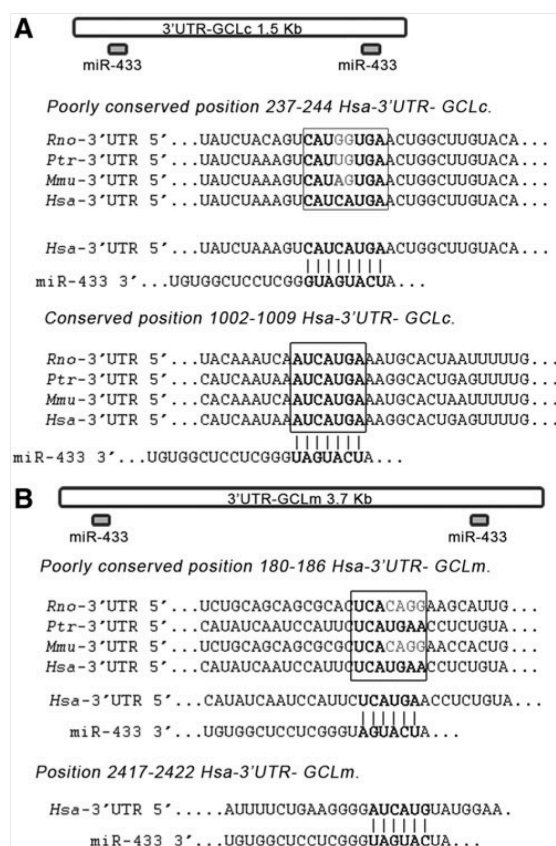 A
3'UTR-GCLc 1.5 Kb
miR-433 miR-433
Poorly conserved position 237-244 Hsa-3'UTR- GCLc.
Rno-3′UTR 5′...UAUCUACAGUCAUGGUGAACUGGCUUGUACA...
Ptr-3′UTR 5′...UAUCUAAAGUCAUUGUGAACUGGCUUGUACA...
Mmu-3′UTR 5′...UAUCUAAAGUCAUAGUGAACUGGCUUGUACA...
Hsa-3′UTR 5′...UAUCUAAAGUCAUCAUGAACUGGCUUGUACA...
Hsa-3′UTR 5′...UAUCUAAAGUCAUCAUGAACUGGCUUGUACA...
miR-433 3′...UGUGGCUCCUCGGGUAGUACUA...
Conserved position 1002-1009 Hsa-3'UTR- GCLc.
Rno-3′UTR 5′...UACAAAUCAAUCAUGAAAUGCACUAAUUUUUG...
Ptr-3′UTR 5′...CAUCAAUAAAUCAUGAAAGGCACUGAGUUUUG...
Mmu-3′UTR 5′...CACAAAUCAAUCAUGAAAUGCACUAAUUUUUG...
Hsa-3′UTR 5′...CAUCAAUAAAUCAUGAAAGGCACUGAGUUUUG...
miR-433 3′...UGUGGCUCCUCGGGUAGUACUA...
B
3'UTR-GCLm 3.7 Kb
miR-433 miR-433
Poorly conserved position 180-186 Hsa-3'UTR- GCLm.
Rno-3′UTR 5′...UCUGCAGCAGCGCACUCACAGGAAGCAUUG...
Ptr-3′UTR 5′...CAUAUCAAUCCAUUCUCAUGAACCUCUGUA...
Mmu-3′UTR 5′...UCUGCAGCAGCGCGCUCACAGGAACCACUG...
Hsa-3′UTR 5′...CAUAUCAAUCCAUUCUCAUGAACCUCUGUA...
Hsa-3′UTR 5′...CAUAUCAAUCCAUUCUCAUGAACCUCUGUA...
miR-433 3′...UGUGGCUCCUCGGGUAGUACUA...
Position 2417-2422 Hsa-3'UTR- GCLm.
Hsa-3′UTR 5′.....AUUUUCUGAAGGGGAUCAUGUAUGGAA.
miR-433 3′...UGUGGCUCCUCGGGUAGUACUA...